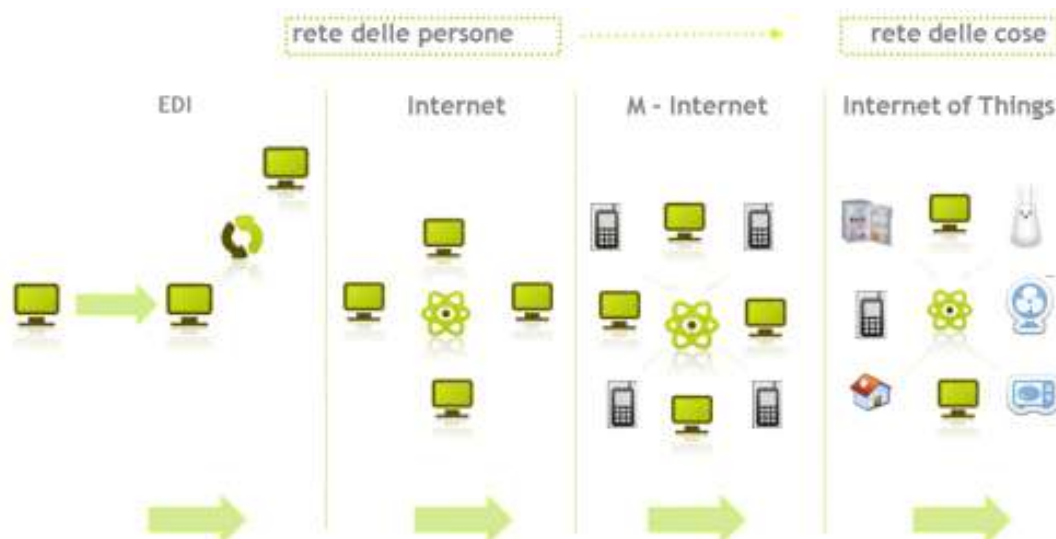 rete delle persone
rete delle cose
EDI
Internet
M - Internet
Internet of Things